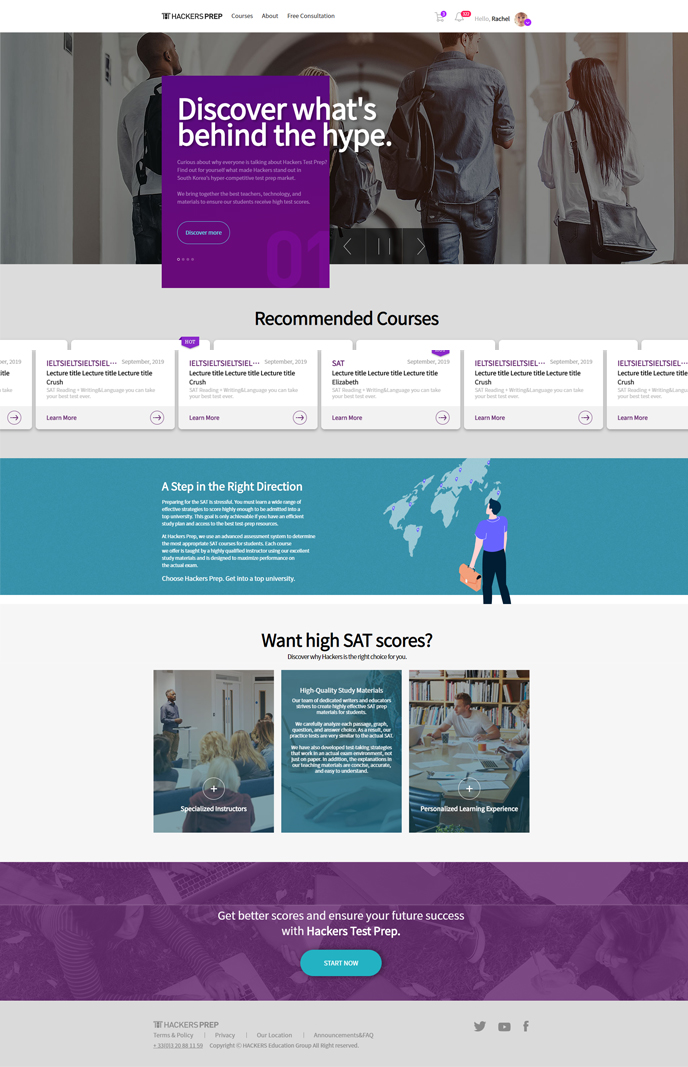 HACKERS PREP
Courses About Free Consultation
3
Hello, Rachel
Discover what's
behind the hype.
Curious about why everyone is talking about Hackers Test Prep?
Find out for yourself what made Hackers stand out in
South Korea's hyper-competitive test prep market.
We bring together the best teachers, technology, and
materials to ensure our students receive high test scores.
Discover more
01
Recommended Courses
HOT
, 2019
IELTSIELTSIELTSIEL··· September, 2019
IELTSIELTSIELTSIEL··· September, 2019
SAT September, 2019
IELTSIELTSIELTSIEL··· September, 2019
IELTSIELTSIELTSIEL···
title
Lecture title Lecture title Lecture title
Crush
Lecture title Lecture title Lecture title
Crush
Lecture title Lecture title Lecture title
Elizabeth
Lecture title Lecture title Lecture title
Crush
Lecture title Lecture
Crush
take
SAT Reading + Writing&Language you can take
your best test ever.
SAT Reading + Writing&Language you can take
your best test ever.
SAT Reading + Writing&Language you can take
your best test ever.
SAT Reading + Writing&Language you can take
your best test ever.
SAT Reading + Writing
your best test ever.
Learn More
Learn More
Learn More
Learn More
Learn More
A Step in the Right Direction
Preparing for the SAT is stressful. You must learn a wide range of
effective strategies to score highly enough to be admitted into a
top university. This goal is only achievable if you have an efficient
study plan and access to the best test-prep resources.
At Hackers Prep, we use an advanced assessment system to determine
the most appropriate SAT courses for students. Each course
we offer is taught by a highly qualified instructor using our excellent
study materials and is designed to maximize performance on
the actual exam.
Choose Hackers Prep. Get into a top university.
Want high SAT scores?
Discover why Hackers is the right choice for you.
Specialized Instructors
High-Quality Study Materials
Our team of dedicated writers and educators
strives to create highly effective SAT prep
materials for students.
We carefully analyze each passage, graph,
question, and answer choice. As a result, our
practice tests are very similar to the actual SAT.
We have also developed test-taking strategies
that work in an actual exam environment, not
just on paper. In addition, the explanations in
our teaching materials are concise, accurate,
and easy to understand.
Personalized Learning Experience
Get better scores and ensure your future success
with Hackers Test Prep.
START NOW
HACKERS PREP
Terms & Policy | Privacy | Our Location | Announcements&FAQ
+ 33(0)3 20 88 11 59 Copyright ⓒ HACKERS Education Group All Right reserved.